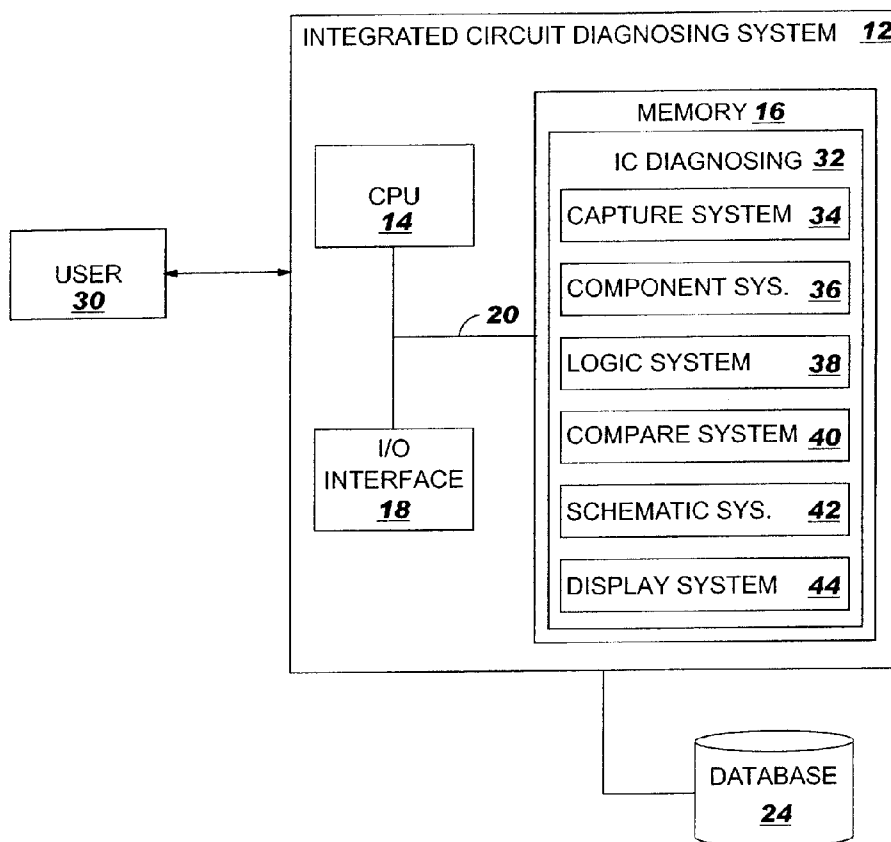 INTEGRATED CIRCUIT DIAGNOSING SYSTEM 12
MEMORY 16
IC DIAGNOSING 32
CPU
14
CAPTURE SYSTEM 34
USER
30
COMPONENT SYS. 36
20
LOGIC SYSTEM 38
I/O
INTERFACE
18
COMPARE SYSTEM 40
SCHEMATIC SYS. 42
DISPLAY SYSTEM 44
DATABASE
24